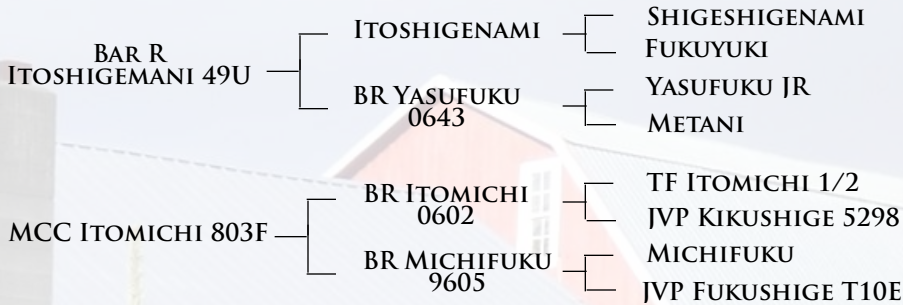 Bar R
Itoshigemani 49U
Itoshigenami
Shigeshigenami
Fukuyuki
BR Yasufuku
0643
Yasufuku JR
Metani
MCC Itomichi 803F
BR Itomichi
0602
TF Itomichi 1/2
JVP Kikushige 5298
BR Michifuku
9605
Michifuku
JVP Fukushige T10E